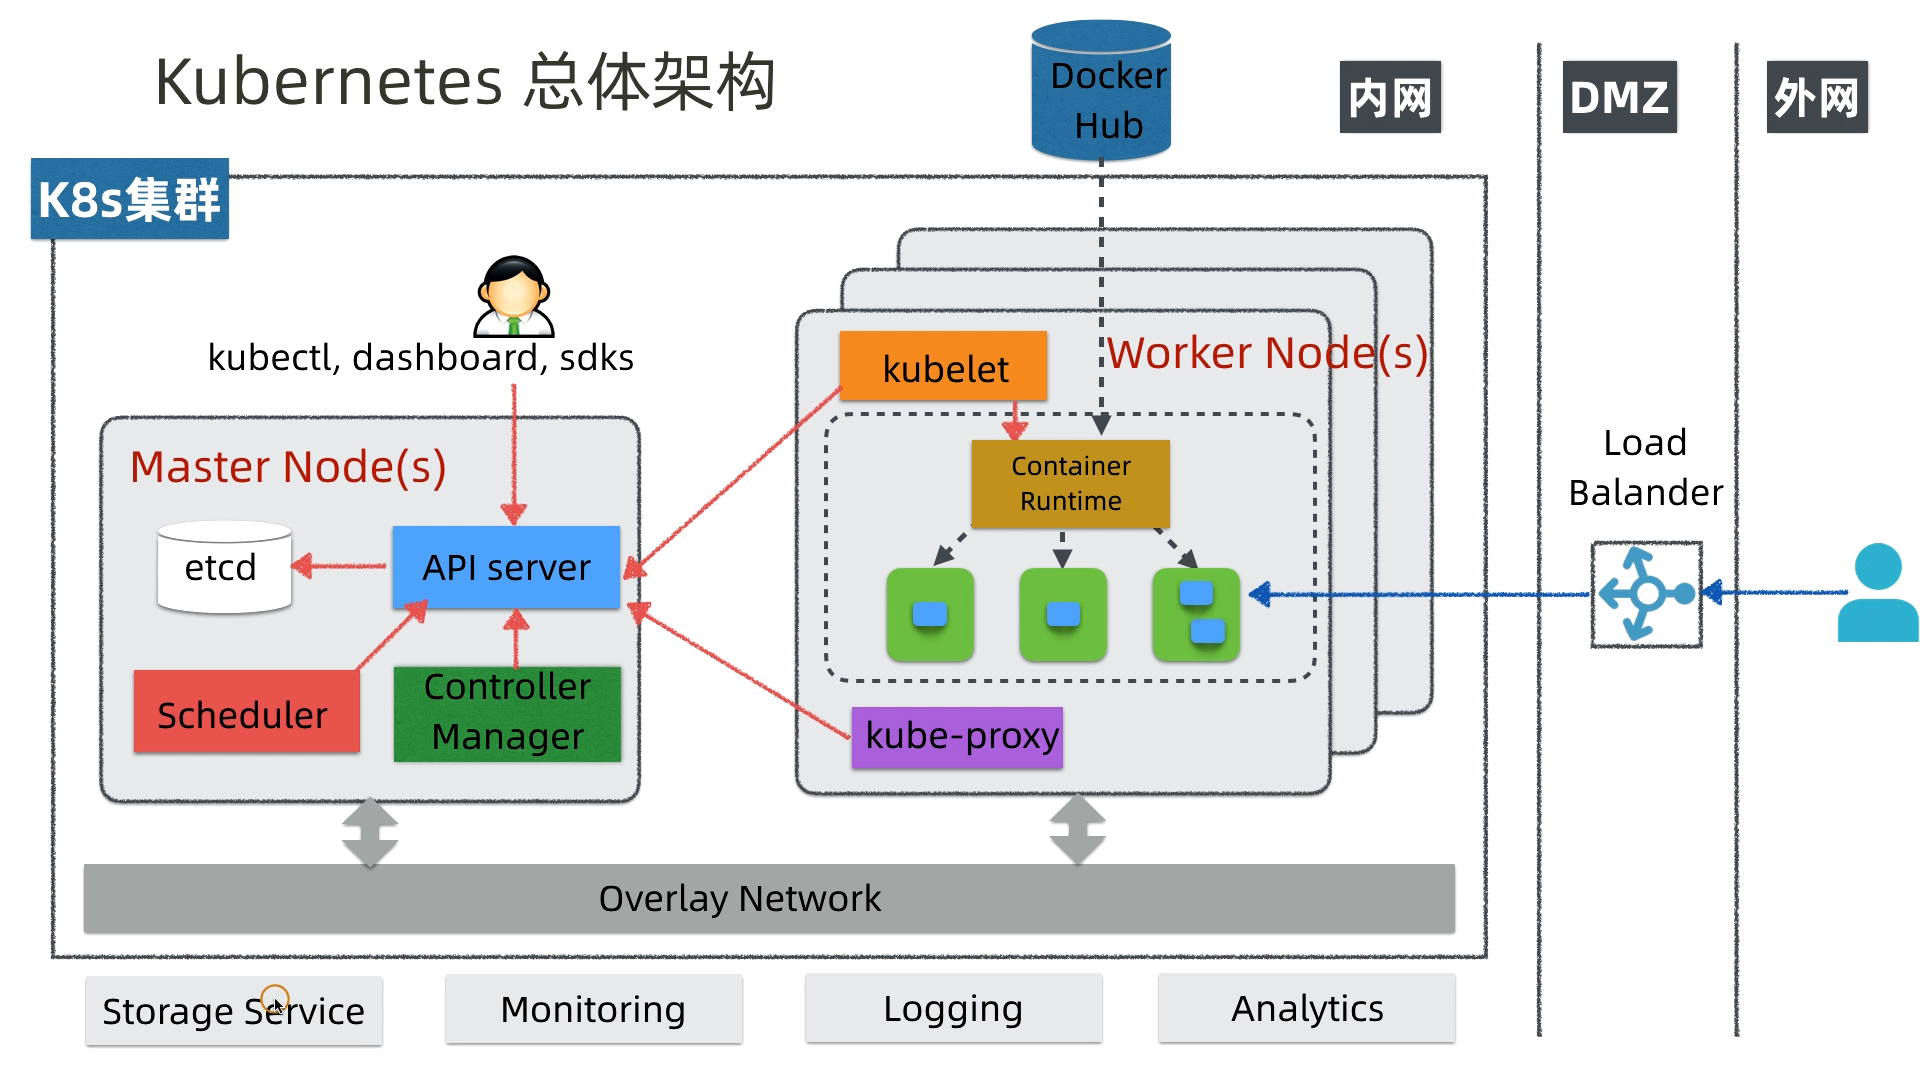 Kubernetes 总体架构
Docker
Hub
内网
DMZ
外网
K8s集群
kubectl, dashboard, sdks
kubelet
Worker Node(s)
Master Node(s)
Container
Runtime
Load
Balander
etcd
API server
Scheduler
Controller
Manager
kube-proxy
Overlay Network
Storage Service
Monitoring
Logging
Analytics